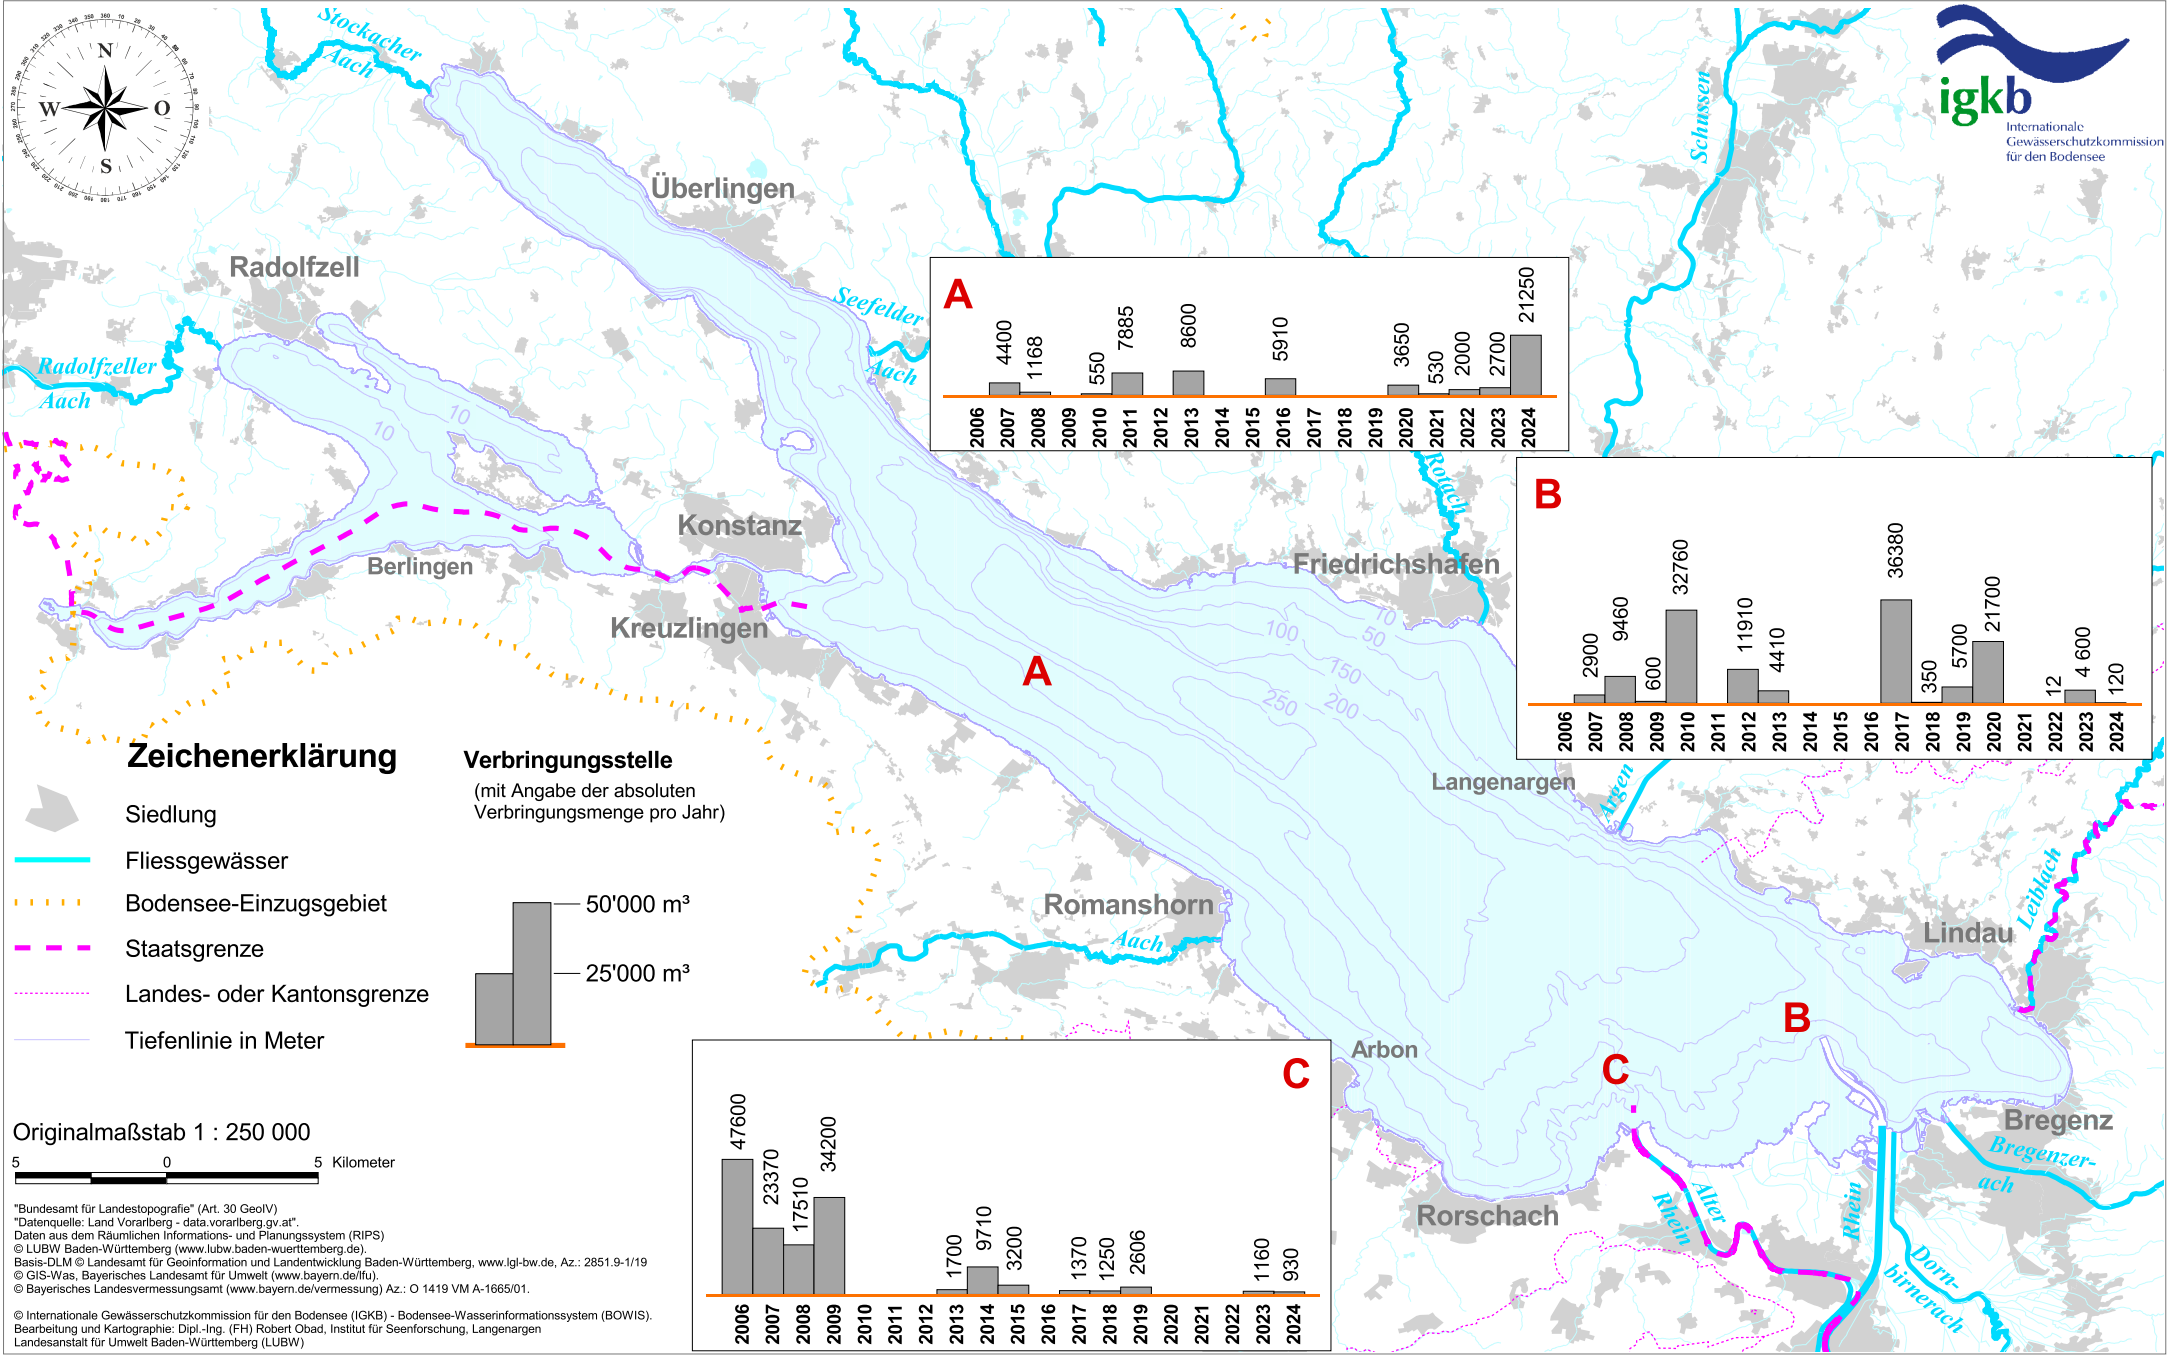 N
W
O
S
Stockacher
Aach
igkb
Internationale
Gewässerschutzkommission
für den Bodensee
Schussen
Überlingen
Radolfzell
Seefelder
Aach
Radolfzeller
Aach
10
10
A
4400
1168
550
7885
8600
5910
3650
530
2000
2700
21250
2006 2007 2008 2009 2010 2011 2012 2013 2014 2015 2016 2017 2018 2019 2020 2021 2022 2023 2024
Rotach
B
2900
9460
600
32760
11910
4410
36380
350
5700
21700
12
4 600
120
2006 2007 2008 2009 2010 2011 2012 2013 2014 2015 2016 2017 2018 2019 2020 2021 2022 2023 2024
Konstanz
Berlingen
Kreuzlingen
Friedrichshafen
10
50
100
150
200
250
A
Langenargen
Argen
Zeichenerklärung
Siedlung
Fliessgewässer
Bodensee-Einzugsgebiet
Staatsgrenze
Landes- oder Kantonsgrenze
Tiefenlinie in Meter
Verbringungsstelle
(mit Angabe der absoluten
Verbringungsmenge pro Jahr)
50'000 m³
25'000 m³
Romanshorn
Aach
Lindau
Leiblach
B
C
Arbon
Bregenz
Bregenzer-
ach
Rorschach
Alter
Rhein
Rhein
Dorn-
birnerach
C
47600
23370
17510
34200
1700
9710
3200
1370
1250
2606
1160
930
2006 2007 2008 2009 2010 2011 2012 2013 2014 2015 2016 2017 2018 2019 2020 2021 2022 2023 2024
Originalmaßstab 1 : 250 000
5 0 5 Kilometer
"Bundesamt für Landestopografie" (Art. 30 GeoIV)
"Datenquelle: Land Vorarlberg - data.vorarlberg.gv.at".
Daten aus dem Räumlichen Informations- und Planungssystem (RIPS)
© LUBW Baden-Württemberg (www.lubw.baden-wuerttemberg.de).
Basis-DLM © Landesamt für Geoinformation und Landentwicklung Baden-Württemberg, www.lgl-bw.de, Az.: 2851.9-1/19
© GIS-Was, Bayerisches Landesamt für Umwelt (www.bayern.de/lfu).
© Bayerisches Landesvermessungsamt (www.bayern.de/vermessung) Az.: O 1419 VM A-1665/01.
© Internationale Gewässerschutzkommission für den Bodensee (IGKB) - Bodensee-Wasserinformationssystem (BOWIS).
Bearbeitung und Kartographie: Dipl.-Ing. (FH) Robert Obad, Institut für Seenforschung, Langenargen
Landesanstalt für Umwelt Baden-Württemberg (LUBW)